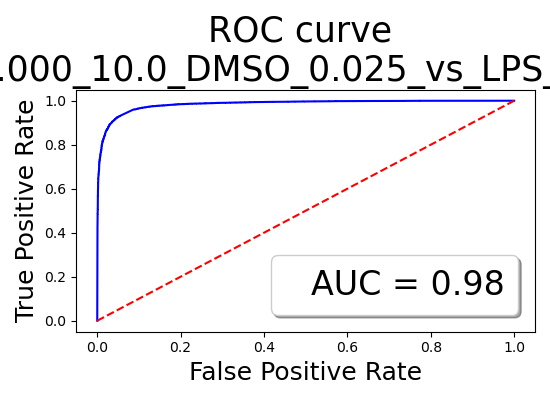 ROC curve
.000_10.0_DMSO_0.025_vs_LPS_
True Positive Rate
1.0
0.8
0.6
0.4
0.2
0.0
AUC = 0.98
0.0 0.2 0.4 0.6 0.8 1.0
False Positive Rate